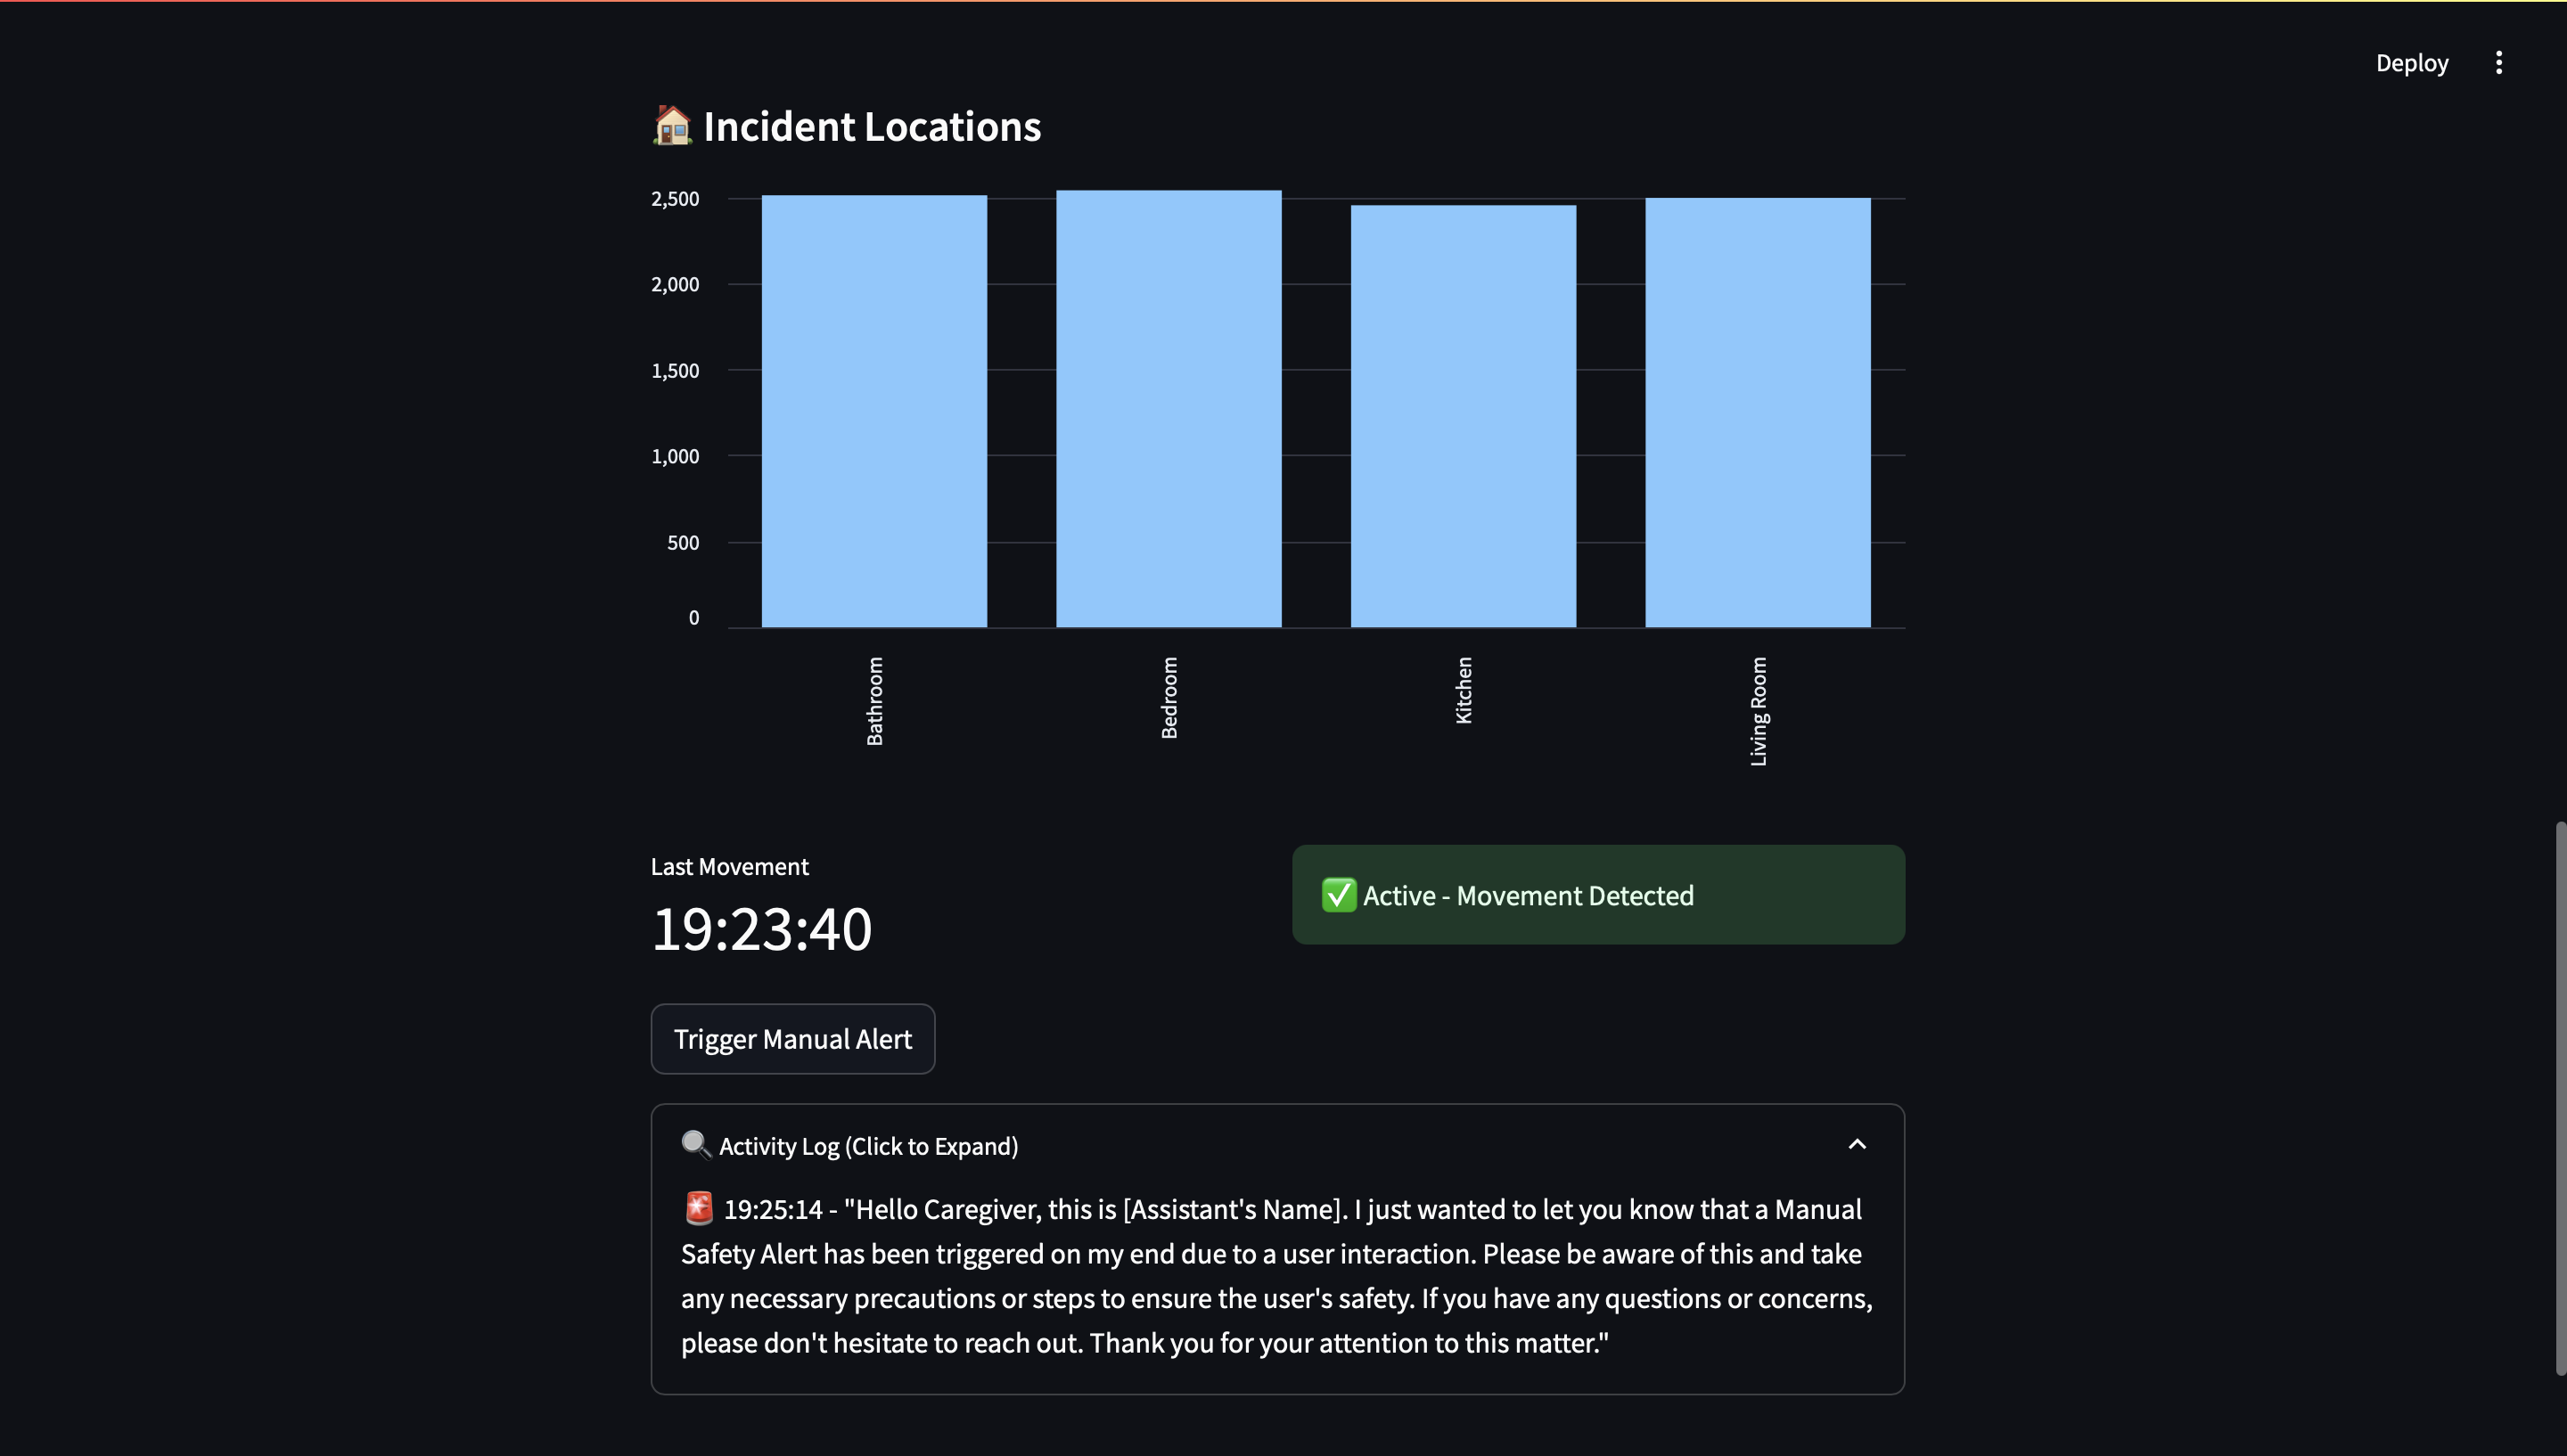 Deploy
🏠 Incident Locations
2,500
2,000
1,500
1,000
500
0
Bathroom
Bedroom
Kitchen
Living Room
Last Movement
19:23:40
✅ Active - Movement Detected
Trigger Manual Alert
🔍 Activity Log (Click to Expand)
🚨 19:25:14 - "Hello Caregiver, this is [Assistant's Name]. I just wanted to let you know that a Manual
Safety Alert has been triggered on my end due to a user interaction. Please be aware of this and take
any necessary precautions or steps to ensure the user's safety. If you have any questions or concerns,
please don't hesitate to reach out. Thank you for your attention to this matter."